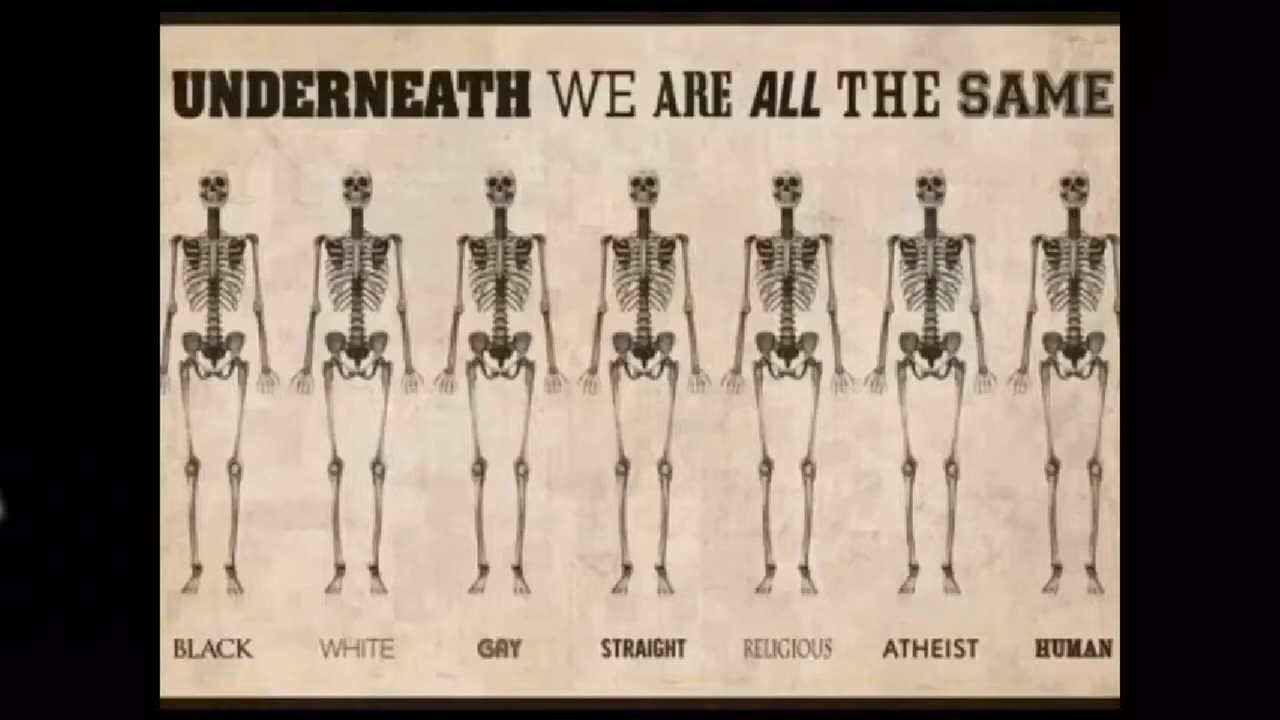 UNDERNEATH WE ARE ALL THE SAME
BLACK WHITE GAY STRAIGHT RELIGIOUS ATHEIST HUMAN